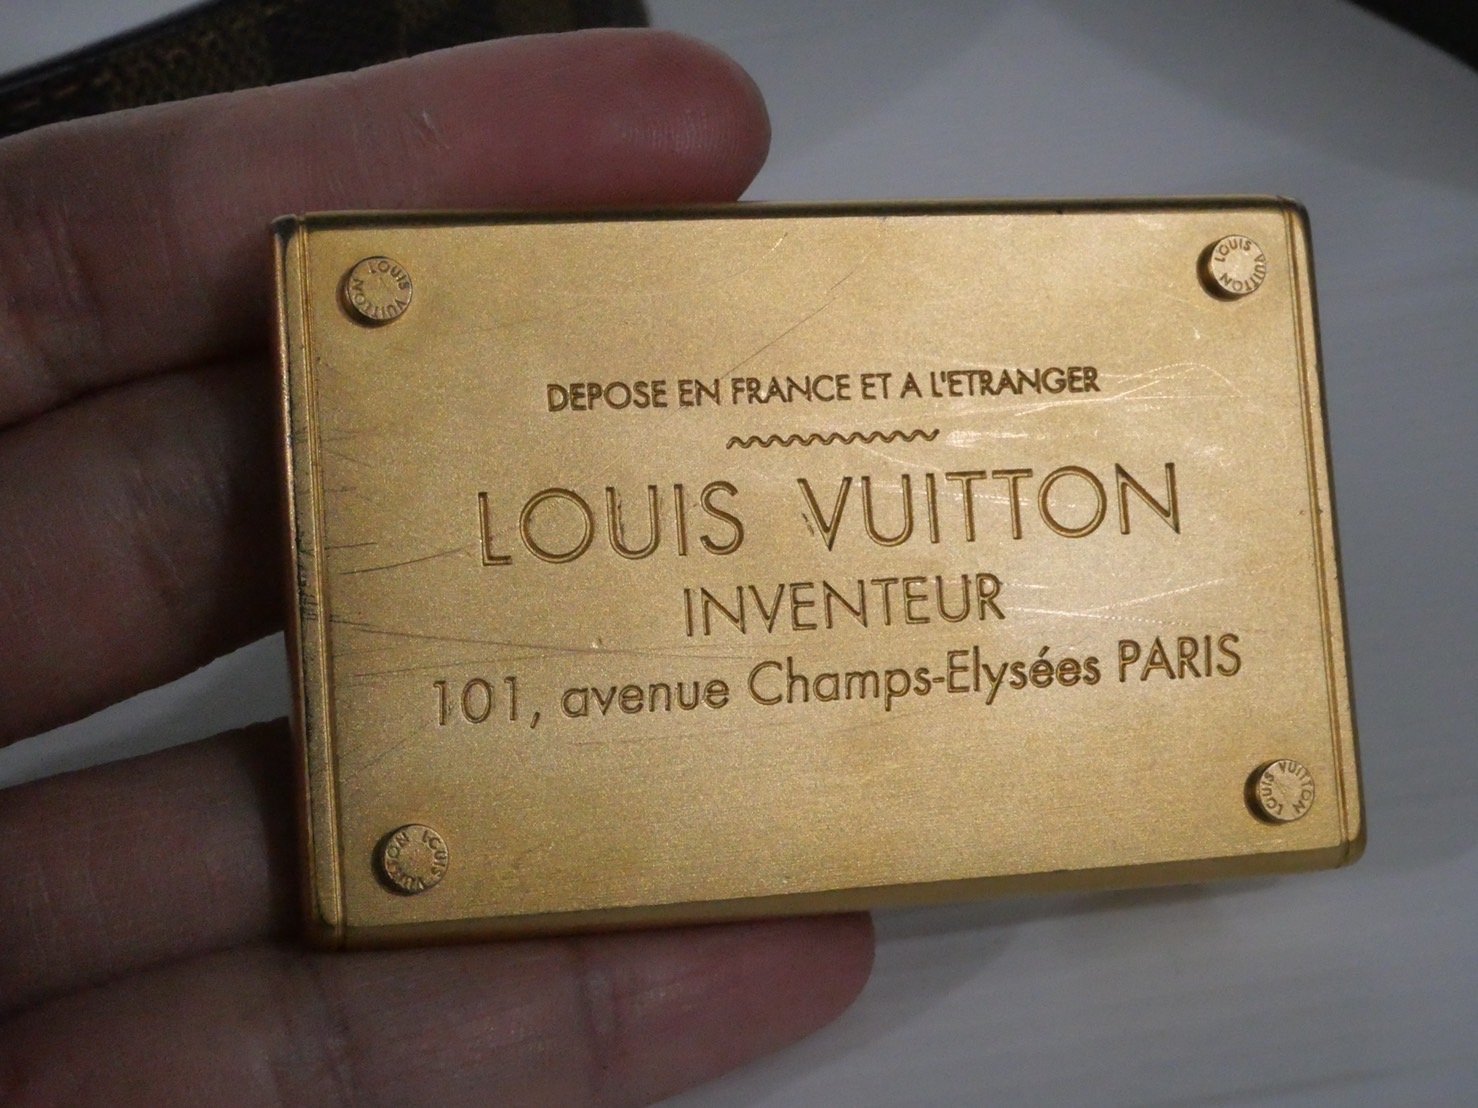 LOUIS VUITTON
LOUIS VUITTON
DEPOSE EN FRANCE ET A L'ETRANGER
LOUIS VUITTON
INVENTEUR
101, avenue Champs-Elysées PARIS
LOUIS VUITTON
LOUIS VUITTON